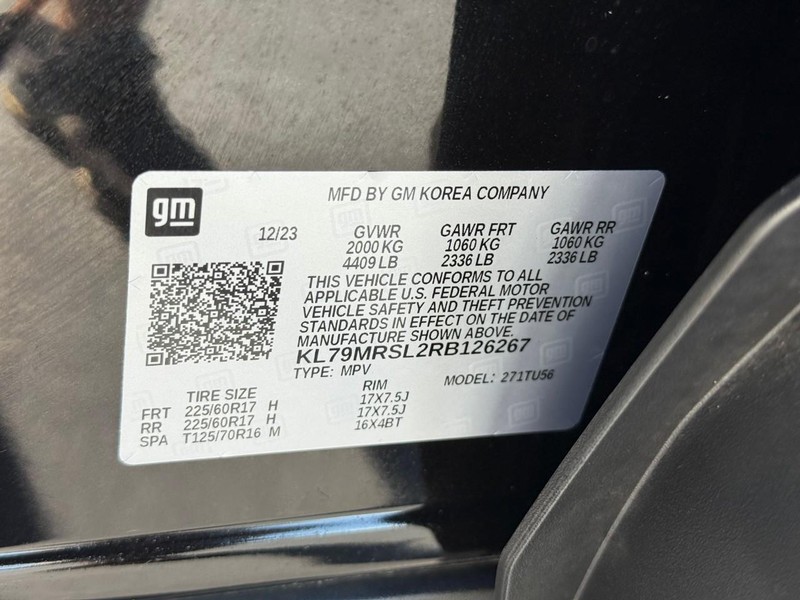 gm
MFD BY GM KOREA COMPANY
12/23 GVWR GAWR FRT GAWR RR
2000 KG 1060 KG 1060 KG
4409 LB 2336 LB 2336 LB
THIS VEHICLE CONFORMS TO ALL
APPLICABLE U.S. FEDERAL MOTOR
VEHICLE SAFETY AND THEFT PREVENTION
STANDARDS IN EFFECT ON THE DATE OF
MANUFACTURE SHOWN ABOVE.
KL79MRSL2RB126267
TYPE: MPV MODEL: 271TU56
TIRE SIZE RIM
FRT 225/60R17 H 17X7.5J
RR 225/60R17 H 17X7.5J
SPA T125/70R16 M 16X4BT